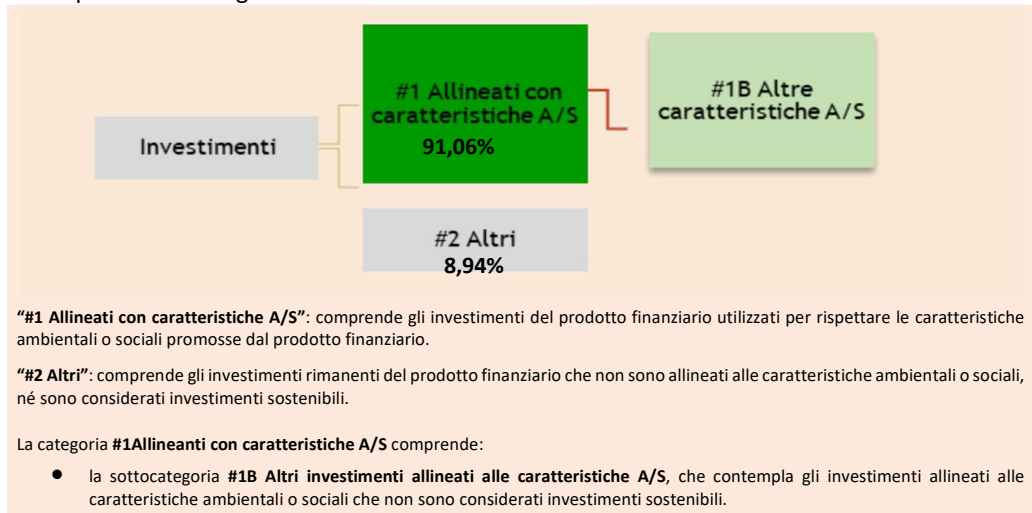 #1 Allineati con
caratteristiche A/S
91,06%
#1B Altre
caratteristiche A/S
Investimenti
#2 Altri
8,94%
“#1 Allineati con caratteristiche A/S”: comprende gli investimenti del prodotto finanziario utilizzati per rispettare le caratteristiche
ambientali o sociali promosse dal prodotto finanziario.
“#2 Altri”: comprende gli investimenti rimanenti del prodotto finanziario che non sono allineati alle caratteristiche ambientali o sociali,
né sono considerati investimenti sostenibili.
La categoria #1Allineanti con caratteristiche A/S comprende:
● la sottocategoria #1B Altri investimenti allineati alle caratteristiche A/S, che contempla gli investimenti allineati alle
caratteristiche ambientali o sociali che non sono considerati investimenti sostenibili.